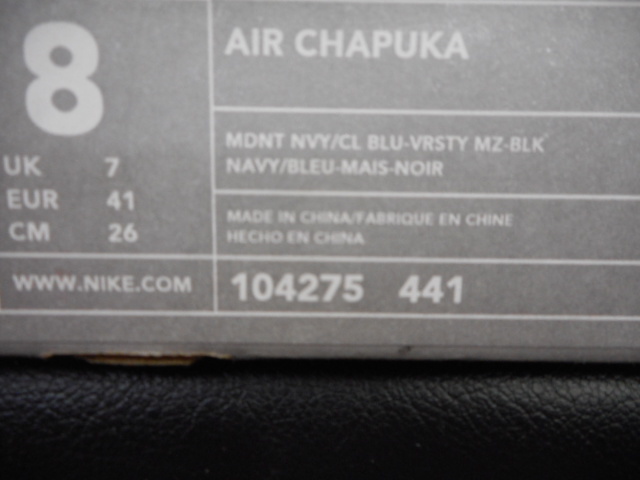 8
UK 7
EUR 41
CM 26
WWW.NIKE.COM
AIR CHAPUKA
MDNT NVY/CL BLU-VRSTY MZ-BLK
NAVY/BLEU-MAIS-NOIR
MADE IN CHINA/FABRIQUE EN CHINE
HECHO EN CHINA
104275 441